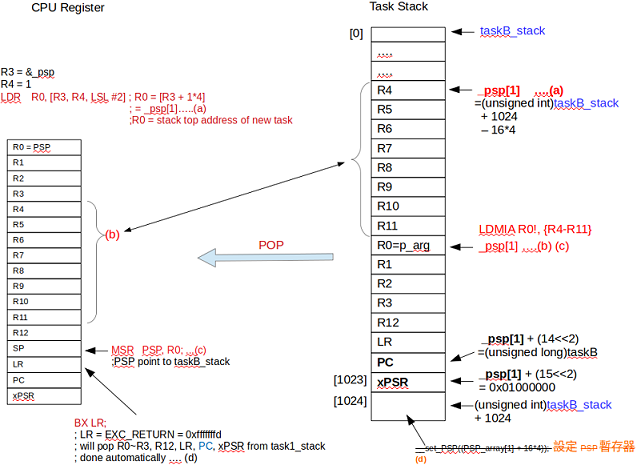 CPU Register
Task Stack
R3 = &_psp
R4 = 1
LDR R0, [R3, R4, LSL #2] ; R0 = [R3 + 1*4]
; = _psp[1]…..(a)
;R0 = stack top address of new task
R0 = PSP
R1
R2
R3
R4
R5
R6
R7
R8
R9
R10
R11
R12
SP
LR
PC
xPSR
(b)
MSR PSP, R0; …(c)
;PSP point to taskB_stack
BX LR;
; LR = EXC_RETURN = 0xfffffffd
; will pop R0~R3, R12, LR, PC, xPSR from task1_stack
; done automatically …. (d)
POP
[0]
….
….
R4
R5
R6
R7
R8
R9
R10
R11
R0=p_arg
R1
R2
R3
R12
LR
PC
[1023]
xPSR
[1024]
taskB_stack
_psp[1] ….(a)
=(unsigned int)taskB_stack
+ 1024
– 16*4
LDMIA R0!, {R4-R11}
_psp[1] ….(b) (c)
_psp[1] + (14<<2)
=(unsigned long)taskB
_psp[1] + (15<<2)
= 0x01000000
(unsigned int)taskB_stack
+ 1024
__set_PSP((PSP_array[1] + 16*4)); 設定 PSP 暫存器
(d)